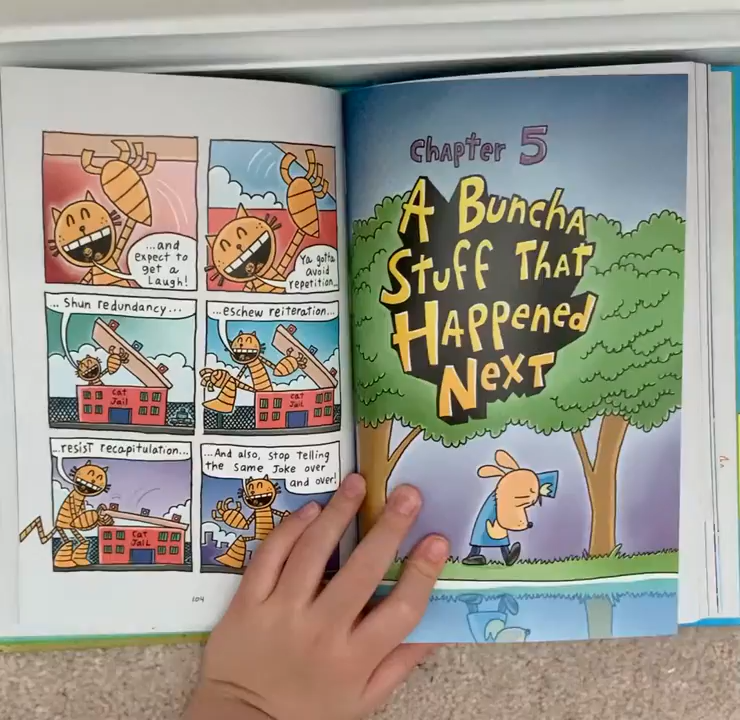 ...and
expect to
get a
Laugh!
Ya gotta
avoid
repetition...
... Shun redundancy...
Cat
Jail
...eschew reiteration...
Cat
Jail
...resist recapitulation...
Cat
Jail
...And also, stop telling
the same joke over
and over!
104
Chapter 5
A Buncha
Stuff That
Happened
Next